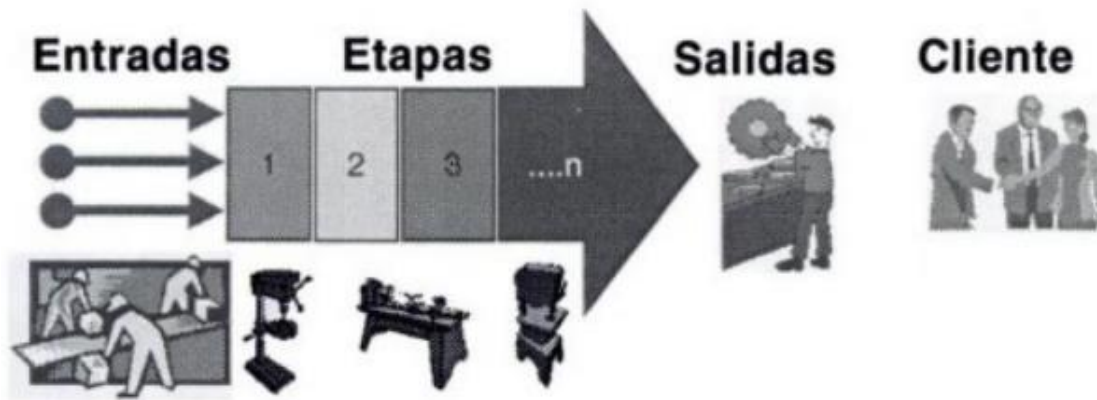 Entradas Etapas Salidas Cliente
1 2 3 ....n